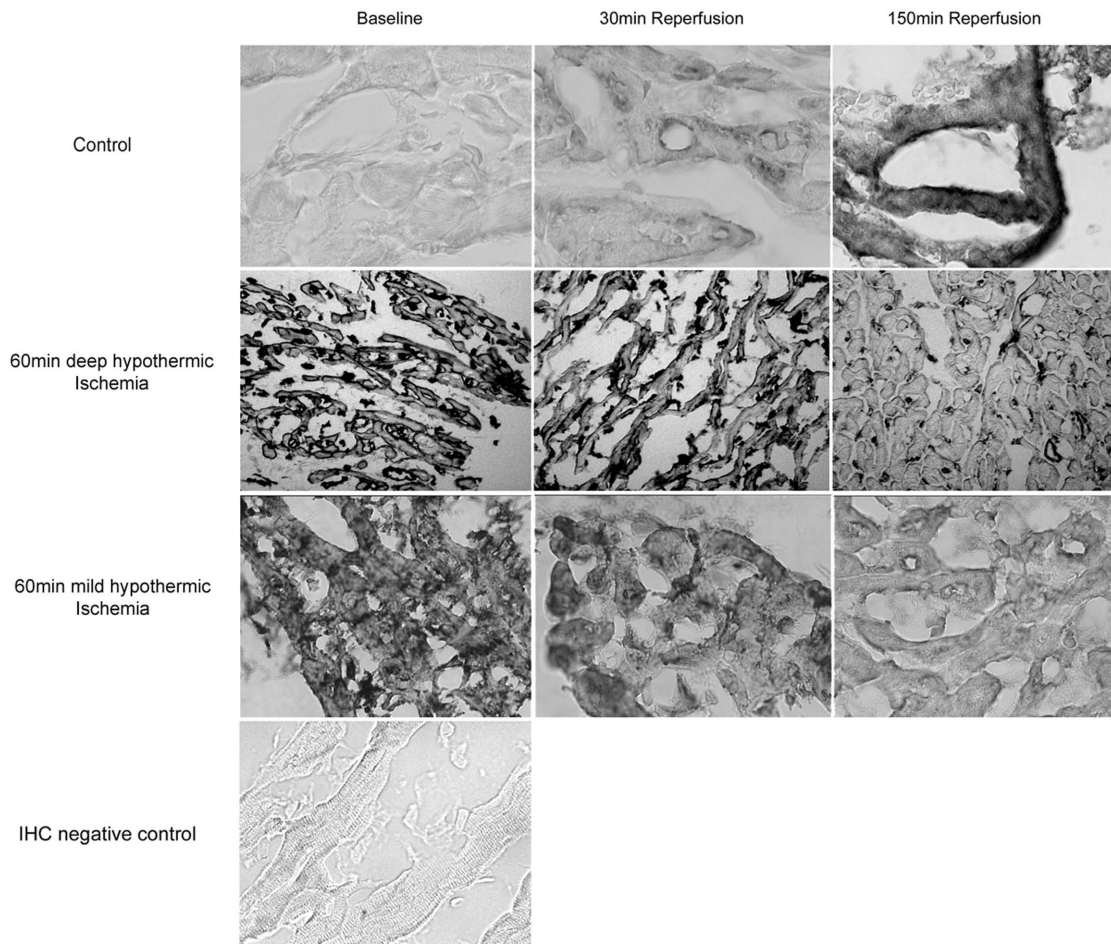 Baseline
30min Reperfusion
150min Reperfusion
Control
60min deep hypothermic
Ischemia
60min mild hypothermic
Ischemia
IHC negative control